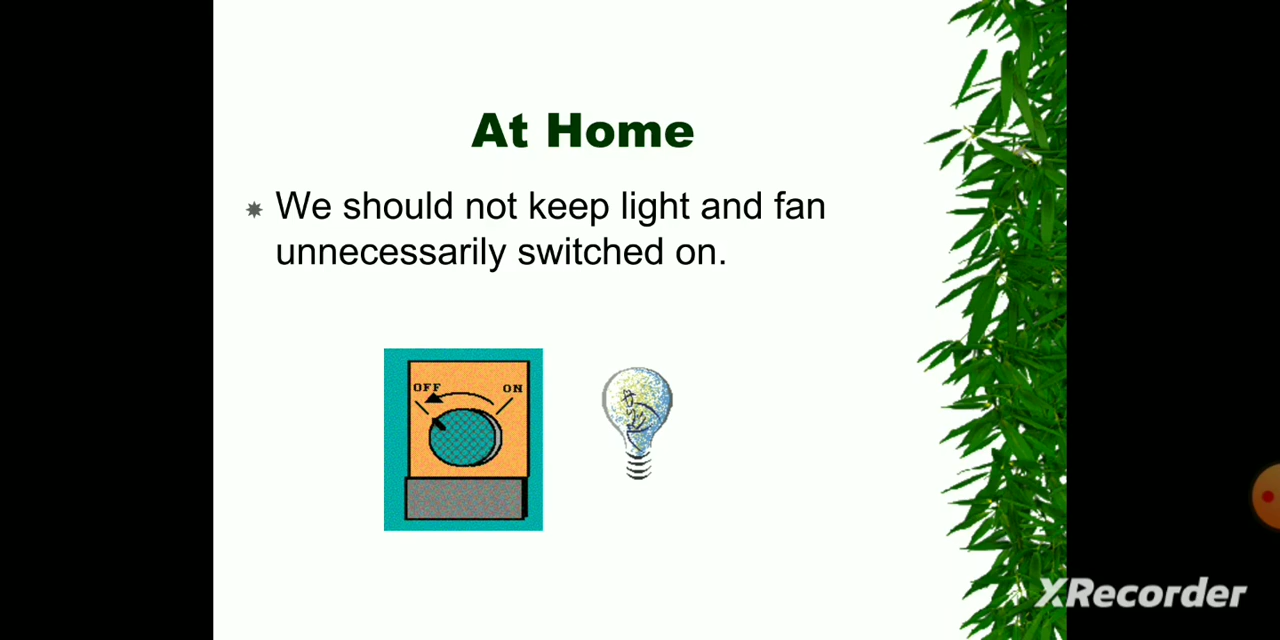 At Home
We should not keep light and fan
unnecessarily switched on.
OFF ON
XRecorder